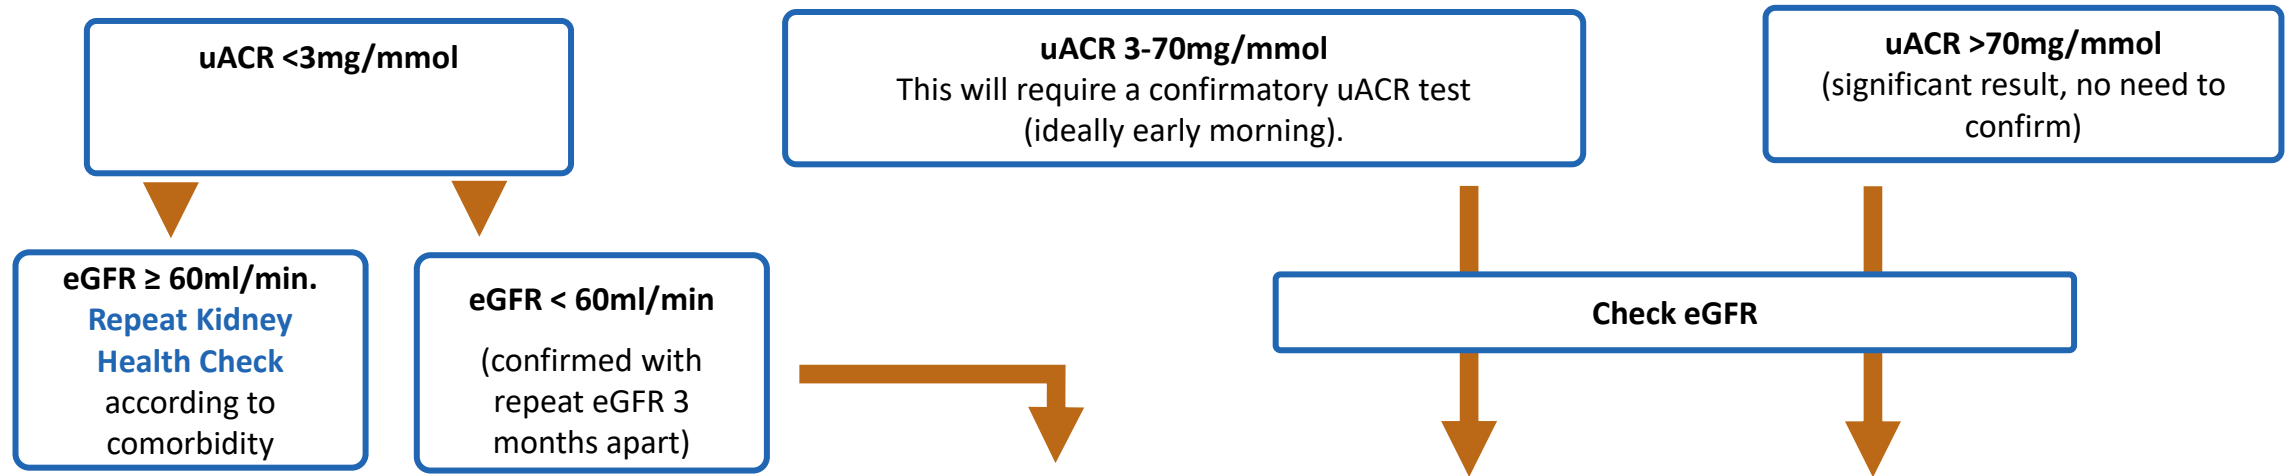 uACR <3mg/mmol
uACR 3-70mg/mmol
This will require a confirmatory uACR test
(ideally early morning).
uACR >70mg/mmol
(significant result, no need to
confirm)
eGFR ≥ 60ml/min.
Repeat Kidney
Health Check
according to
comorbidity
eGFR < 60ml/min
(confirmed with
repeat eGFR 3
months apart)
Check eGFR